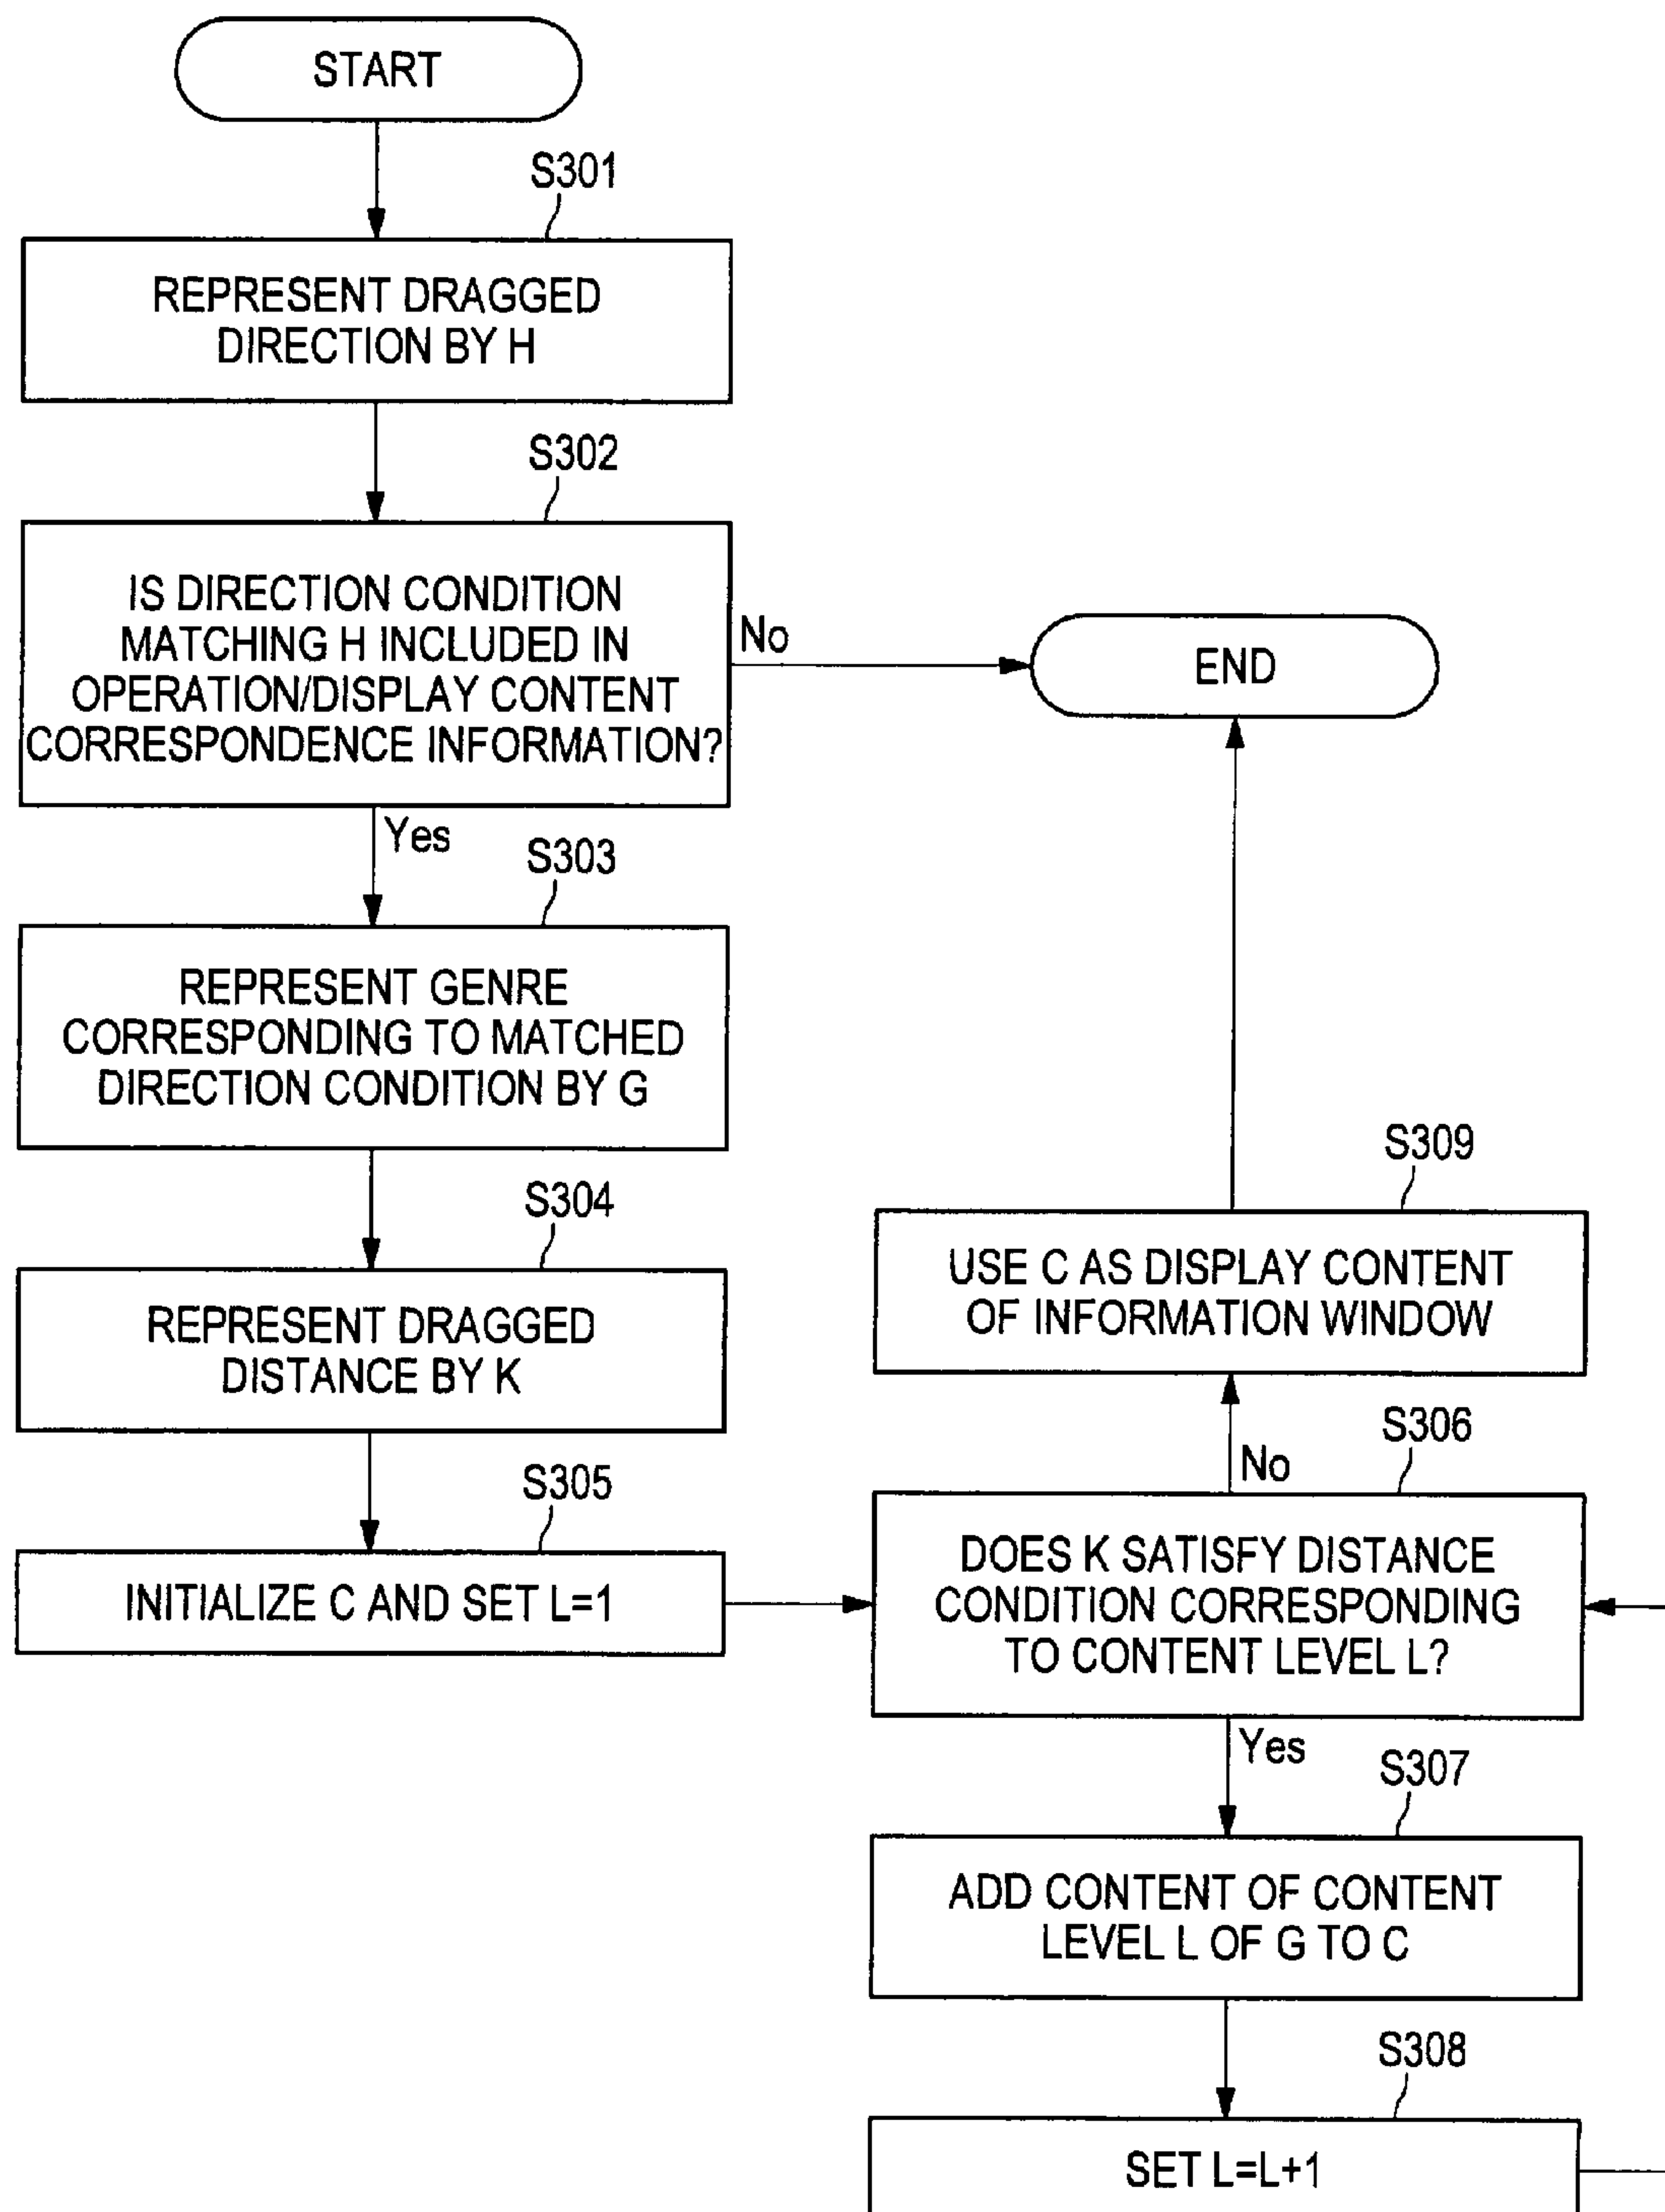 START
S301
REPRESENT DRAGGED
DIRECTION BY H
S302
IS DIRECTION CONDITION
MATCHING H INCLUDED IN
OPERATION/DISPLAY CONTENT
CORRESPONDENCE INFORMATION?
No
END
Yes
S303
REPRESENT GENRE
CORRESPONDING TO MATCHED
DIRECTION CONDITION BY G
S304
REPRESENT DRAGGED
DISTANCE BY K
S305
INITIALIZE C AND SET L=1
S309
USE C AS DISPLAY CONTENT
OF INFORMATION WINDOW
S306
No
DOES K SATISFY DISTANCE
CONDITION CORRESPONDING
TO CONTENT LEVEL L?
Yes
S307
ADD CONTENT OF CONTENT
LEVEL L OF G TO C
S308
SET L=L+1